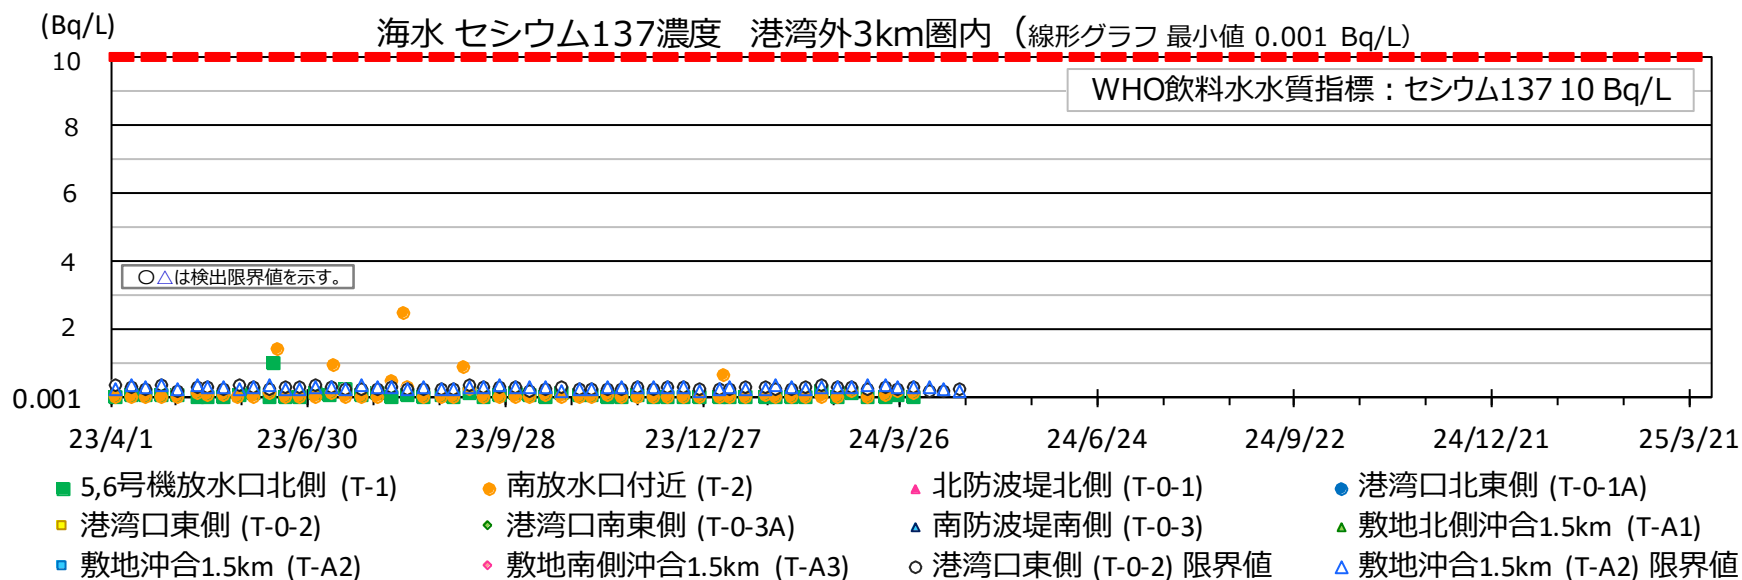 (Bq/L)
海水 セシウム137濃度 港湾外3km圏内 (線形グラフ 最小値 0.001 Bq/L)
10
WHO飲料水水質指標：セシウム137 10 Bq/L
8
6
4
○△は検出限界値を示す。
2
0.001
23/4/1 23/6/30 23/9/28 23/12/27 24/3/26 24/6/24 24/9/22 24/12/21 25/3/21
5,6号機放水口北側 (T-1) 南放水口付近 (T-2) 北防波堤北側 (T-0-1) 港湾口北東側 (T-0-1A)
港湾口東側 (T-0-2) 港湾口南東側 (T-0-3A) 南防波堤南側 (T-0-3) 敷地北側沖合1.5km (T-A1)
敷地沖合1.5km (T-A2) 敷地南側沖合1.5km (T-A3) 港湾口東側 (T-0-2) 限界値 敷地沖合1.5km (T-A2) 限界値